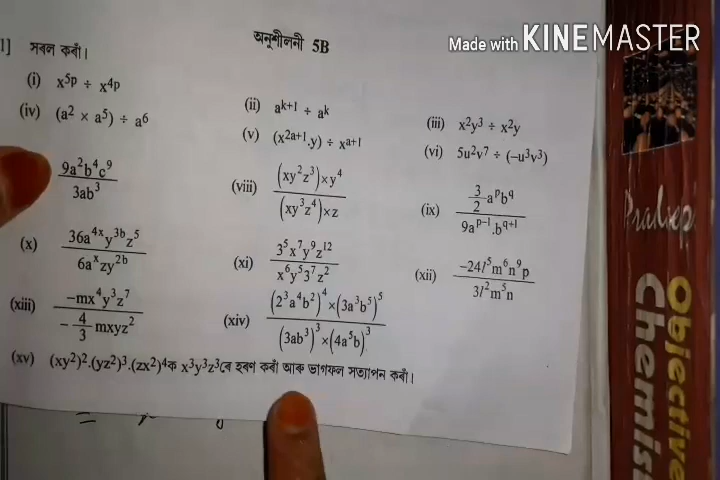 Made with KINEMASTER
অনুশীলনী 5B
1] সৰল কৰাঁ।
(i) x^5p ÷ x^4p
(ii) a^k+1 ÷ a^k
(iii) x²y³ ÷ x²y
(iv) (a² × a⁵) ÷ a⁶
(v) (x^2a+1.y) ÷ x^a+1
(vi) 5u²v⁷ ÷ (−u³v³)
9a²b⁴c⁹ / 3ab³
(viii) (xy²z³)×y⁴ / (xy³z⁴)×z
(ix) 3/2 a^p b^q / 9a^p−1.b^q+1
(x) 36a^4x y^3b z⁵ / 6a^x zy^2b
(xi) 3⁵x⁷y⁹z¹² / x⁶y⁵3⁷z²
(xii) −24l⁵m⁶n⁹p / 3l²m⁵n
(xiii) −mx⁴y³z⁷ / −4/3 mxyz²
(xiv) (2³a⁴b²)⁴×(3a³b⁵)⁵ / (3ab³)³×(4a⁵b)³
(xv) (xy²)².(yz²)³.(zx²)⁴ক x³y³z³ৰে হৰণ কৰাঁ আৰু ভাগফল সত্যাপন কৰাঁ।
Pradeep
Objective
Chemis